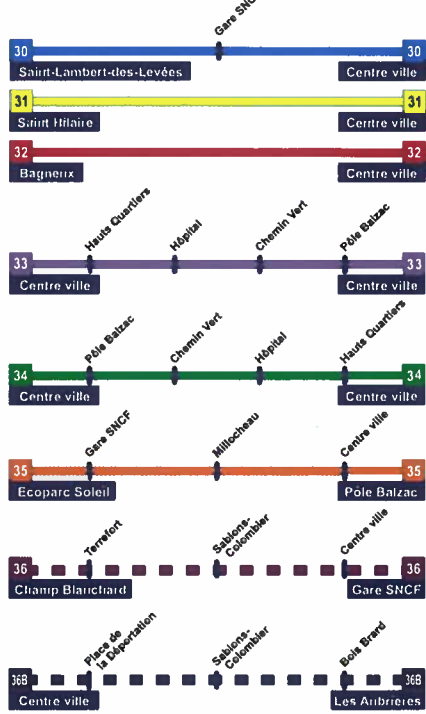 Gare SNC
30 30
Saint-Lambert-des-Levées Centre ville
31 31
Saint Hilaire Centre ville
32 32
Bagneux Centre ville
Hauts Quartiers Hôpital Chemin Vert Pôle Balzac
33 33
Centre ville Centre ville
Pôle Balzac Chemin Vert Hôpital Hauts Quartiers
34 34
Centre ville Centre ville
Gare SNCF Millocheau Centre ville
35 35
Ecoparc Soleil Pôle Balzac
Terrefort Sablons-
Colombier Centre ville
36 36
Champ Blanchard Gare SNCF
Place de
la Déportation Sablons-
Colombier Bois Brard
36B 36B
Centre ville Les Aubrières